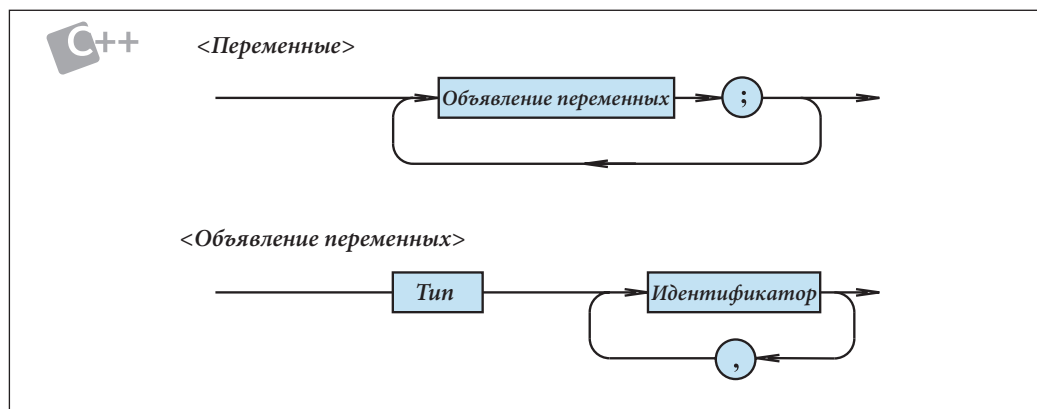 C++
<Переменные>
Объявление переменных ;
<Объявление переменных>
Тип Идентификатор
,